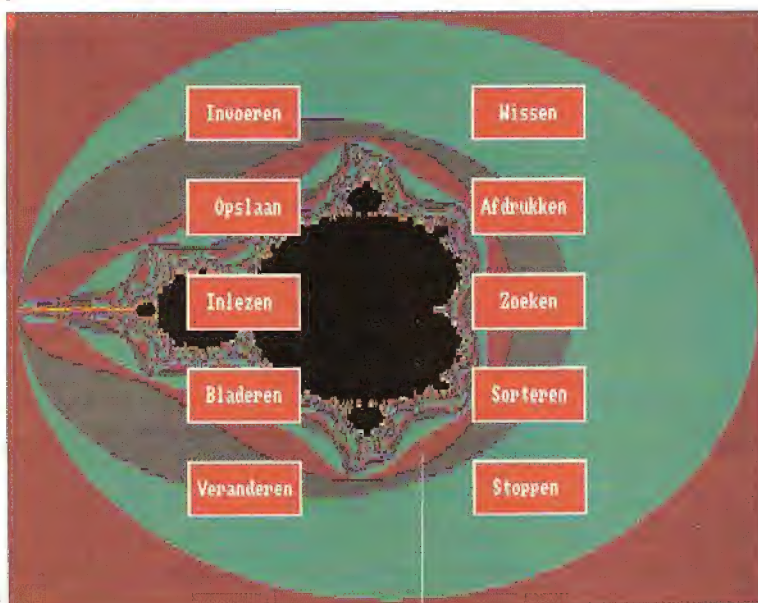 Invoeren
Wissen
Opslaan
Afdrukken
Inlezen
Zoeken
Bladeren
Sorteren
Veranderen
Stoppen